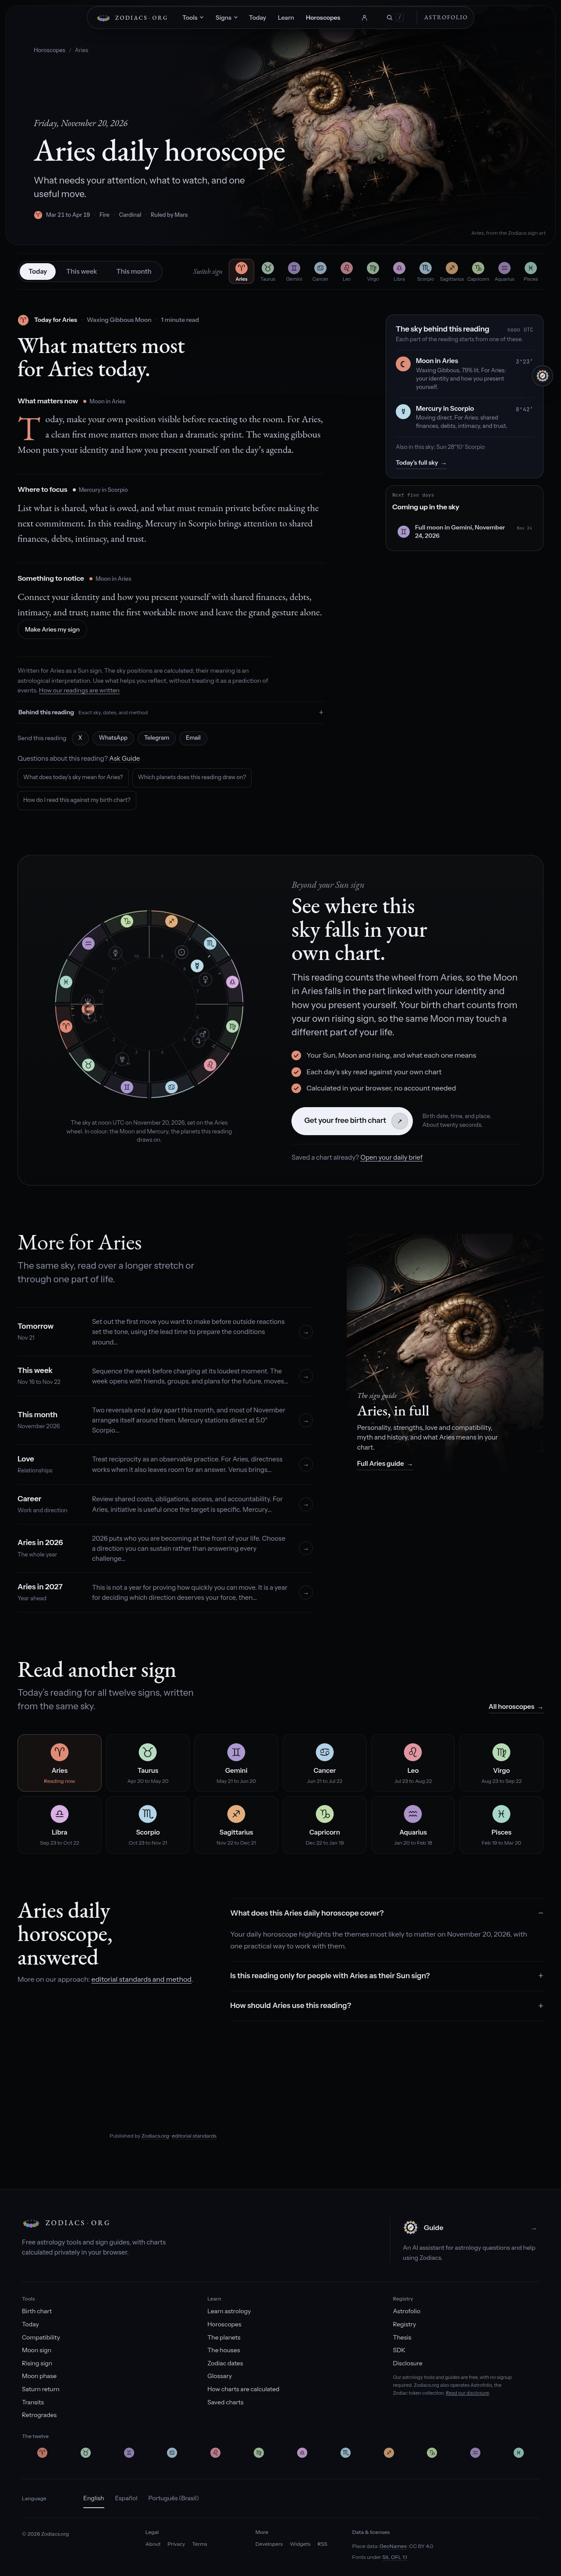 ZODIACS·ORG
Tools
Signs
Today
Learn
Horoscopes
/
ASTROFOLIO
Horoscopes / Aries
Friday, November 20, 2026
Aries daily horoscope
What needs your attention, what to watch, and one
useful move.
Mar 21 to Apr 19 · Fire · Cardinal · Ruled by Mars
Aries, from the Zodiacs sign art
Today
This week
This month
Switch sign
Aries
Taurus
Gemini
Cancer
Leo
Virgo
Libra
Scorpio
Sagittarius
Capricorn
Aquarius
Pisces
Today for Aries · Waxing Gibbous Moon · 1 minute read
What matters most
for Aries today.
What matters now Moon in Aries
Today, make your own position visible before reacting to the room. For Aries,
a clean first move matters more than a dramatic sprint. The waxing gibbous
Moon puts your identity and how you present yourself on the day's agenda.
Where to focus Mercury in Scorpio
List what is shared, what is owed, and what must remain private before making the
next commitment. In this reading, Mercury in Scorpio brings attention to shared
finances, debts, intimacy, and trust.
Something to notice Moon in Aries
Connect your identity and how you present yourself with shared finances, debts,
intimacy, and trust; name the first workable move and leave the grand gesture alone.
Make Aries my sign
Written for Aries as a Sun sign. The sky positions are calculated; their meaning is an
astrological interpretation. Use what helps you reflect, without treating it as a prediction of
events. How our readings are written
Behind this reading Exact sky, dates, and method +
Send this reading
X
WhatsApp
Telegram
Email
Questions about this reading? Ask Guide
What does today's sky mean for Aries?
Which planets does this reading draw on?
How do I read this against my birth chart?
The sky behind this reading
noon UTC
Each part of the reading starts from one of these.
Moon in Aries
2°23'
Waxing Gibbous, 79% lit. For Aries:
your identity and how you present
yourself.
Mercury in Scorpio
8°42'
Moving direct. For Aries: shared
finances, debts, intimacy, and trust.
Also in this sky: Sun 28°10' Scorpio
Today's full sky →
Next five days
Coming up in the sky
Full moon in Gemini, November
24, 2026
Nov 24
The sky at noon UTC on November 20, 2026, set on the Aries
wheel. In colour: the Moon and Mercury, the planets this reading
draws on.
Beyond your Sun sign
See where this
sky falls in your
own chart.
This reading counts the wheel from Aries, so the Moon
in Aries falls in the part linked with your identity and
how you present yourself. Your birth chart counts from
your own rising sign, so the same Moon may touch a
different part of your life.
Your Sun, Moon and rising, and what each one means
Each day's sky read against your own chart
Calculated in your browser, no account needed
Get your free birth chart ↗
Birth date, time, and place.
About twenty seconds.
Saved a chart already? Open your daily brief
More for Aries
The same sky, read over a longer stretch or
through one part of life.
Tomorrow
Nov 21
Set out the first move you want to make before outside reactions
set the tone, using the lead time to prepare the conditions
around...
→
This week
Nov 16 to Nov 22
Sequence the week before charging at its loudest moment. The
week opens with friends, groups, and plans for the future, moves...
→
This month
November 2026
Two reversals end a day apart this month, and most of November
arranges itself around them. Mercury stations direct at 5.0°
Scorpio...
→
Love
Relationships
Treat reciprocity as an observable practice. For Aries, directness
works when it also leaves room for an answer. Venus brings...
→
Career
Work and direction
Review shared costs, obligations, access, and accountability. For
Aries, initiative is useful once the target is specific. Mercury...
→
Aries in 2026
The whole year
2026 puts who you are becoming at the front of your life. Choose
a direction you can sustain rather than answering every
challenge...
→
Aries in 2027
Year ahead
This is not a year for proving how quickly you can move. It is a year
for deciding which direction deserves your force, then...
→
The sign guide
Aries, in full
Personality, strengths, love and compatibility,
myth and history, and what Aries means in your
chart.
Full Aries guide →
Read another sign
Today's reading for all twelve signs, written
from the same sky.
All horoscopes →
Aries
Reading now
Taurus
Apr 20 to May 20
Gemini
May 21 to Jun 20
Cancer
Jun 21 to Jul 22
Leo
Jul 23 to Aug 22
Virgo
Aug 23 to Sep 22
Libra
Sep 23 to Oct 22
Scorpio
Oct 23 to Nov 21
Sagittarius
Nov 22 to Dec 21
Capricorn
Dec 22 to Jan 19
Aquarius
Jan 20 to Feb 18
Pisces
Feb 19 to Mar 20
Aries daily
horoscope,
answered
More on our approach: editorial standards and method.
What does this Aries daily horoscope cover? −
Your daily horoscope highlights the themes most likely to matter on November 20, 2026, with
one practical way to work with them.
Is this reading only for people with Aries as their Sun sign? +
How should Aries use this reading? +
Published by Zodiacs.org · editorial standards
ZODIACS·ORG
Free astrology tools and sign guides, with charts
calculated privately in your browser.
Guide →
An AI assistant for astrology questions and help
using Zodiacs.
Tools
Birth chart
Today
Compatibility
Moon sign
Rising sign
Moon phase
Saturn return
Transits
Retrogrades
Learn
Learn astrology
Horoscopes
The planets
The houses
Zodiac dates
Glossary
How charts are calculated
Saved charts
Registry
Astrofolio
Registry
Thesis
SDK
Disclosure
Our astrology tools and guides are free, with no signup
required. Zodiacs.org also operates Astrofolio, the
Zodiac token collection. Read our disclosure.
The twelve
Language
English
Español
Português (Brasil)
© 2026 Zodiacs.org
Legal
About
Privacy
Terms
More
Developers
Widgets
RSS
Data & licenses
Place data: GeoNames · CC BY 4.0
Fonts under SIL OFL 1.1